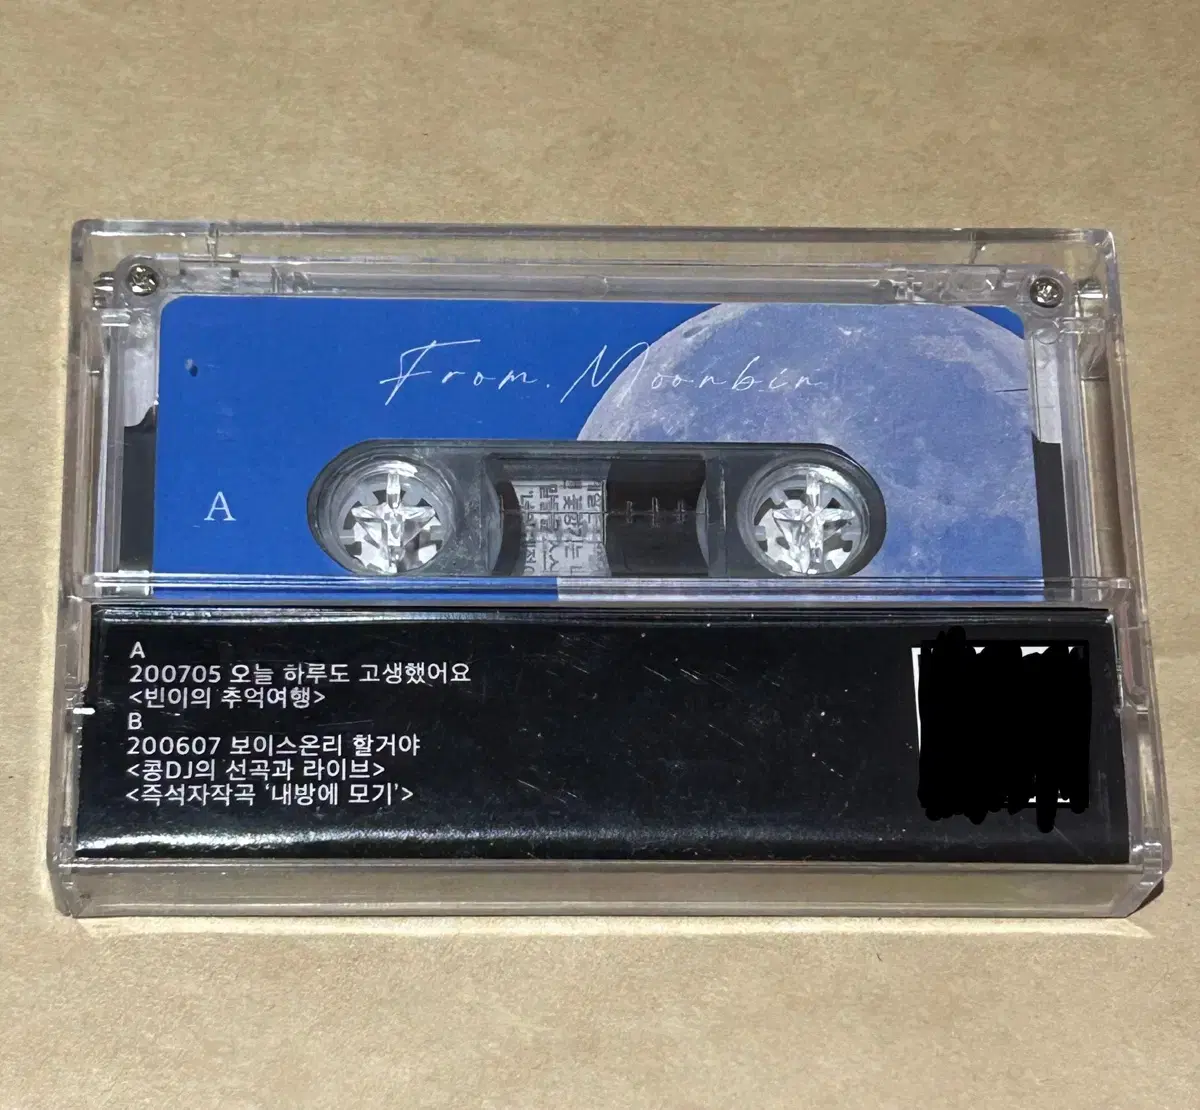 From. Moonbin
A
A
200705 오늘 하루도 고생했어요
<빈이의 추억여행>
B
200607 보이스온리 할거야
<콩DJ의 선곡과 라이브>
<즉석자작곡 '내방에 모기'>